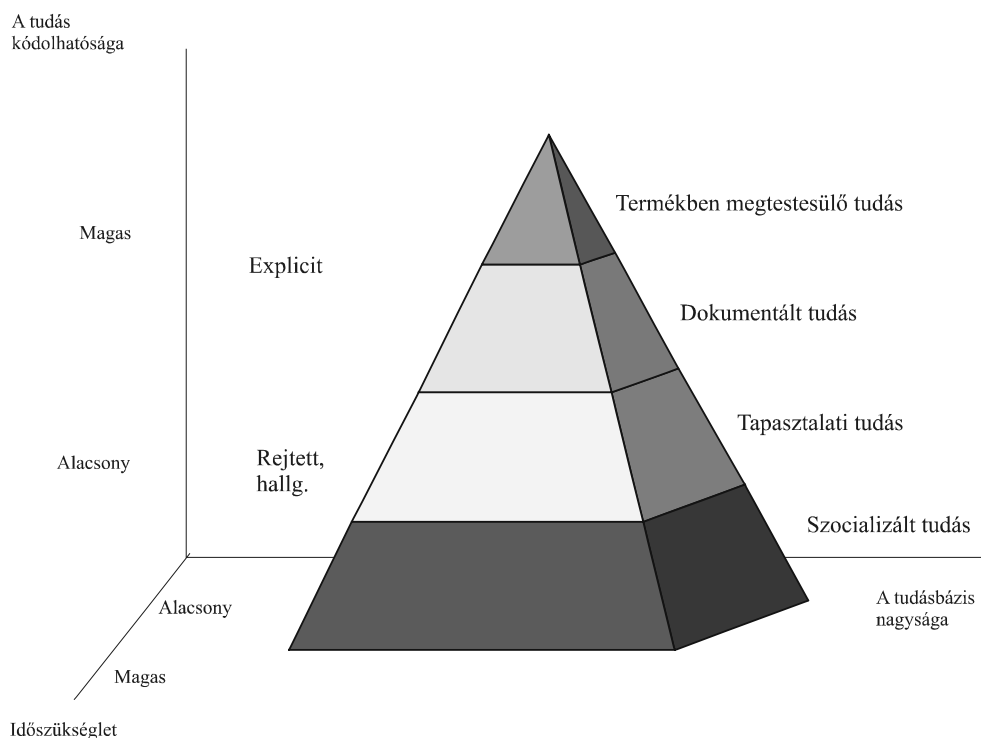 A tudás
kódolhatósága
Termékben megtestesülő tudás
Magas
Explicit
Dokumentált tudás
Tapasztalati tudás
Rejtett,
hallg.
Alacsony
Szocializált tudás
Alacsony
A tudásbázis
nagysága
Magas
Időszükséglet